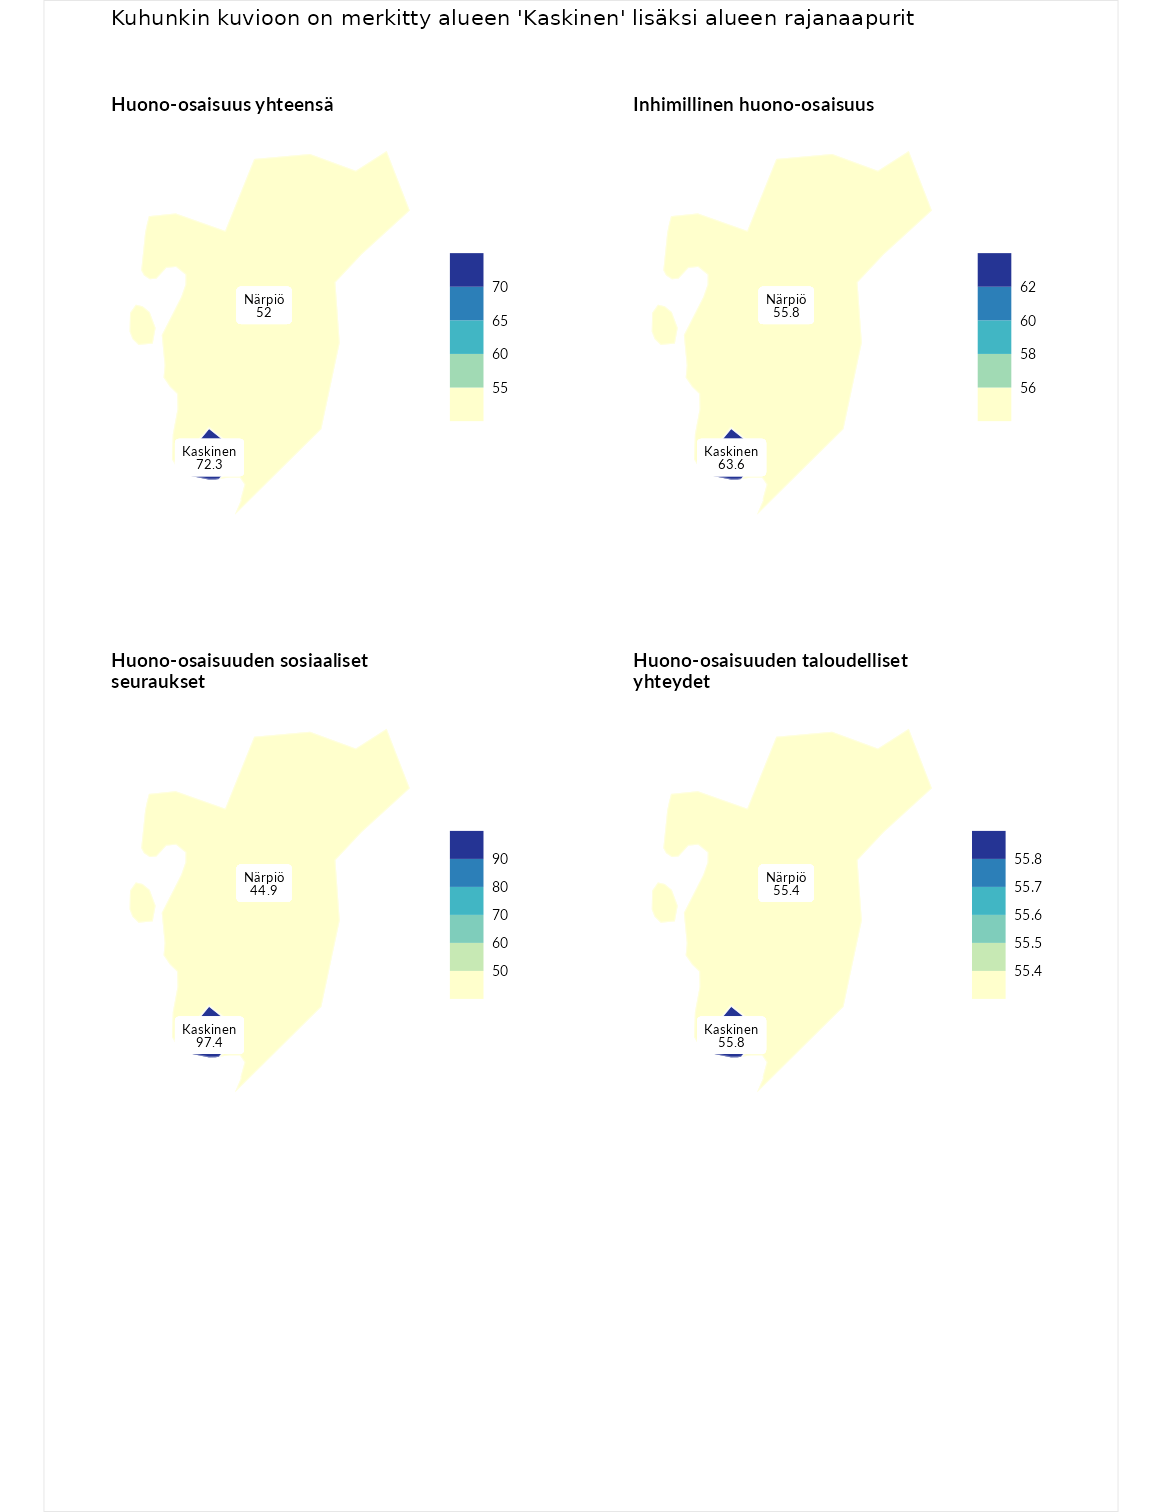 Kuhunkin kuvioon on merkitty alueen 'Kaskinen' lisäksi alueen rajanaapurit
Huono-osaisuus yhteensä
Närpiö
52
Kaskinen
72.3
70
65
60
55
Inhimillinen huono-osaisuus
Närpiö
55.8
Kaskinen
63.6
62
60
58
56
Huono-osaisuuden sosiaaliset
seuraukset
Närpiö
44.9
Kaskinen
97.4
90
80
70
60
50
Huono-osaisuuden taloudelliset
yhteydet
Närpiö
55.4
Kaskinen
55.8
55.8
55.7
55.6
55.5
55.4